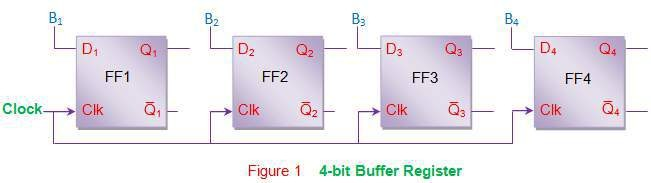 B₁ B₂ B₃ B₄
D₁ Q₁ D₂ Q₂ D₃ Q₃ D₄ Q₄
FF1 FF2 FF3 FF4
Clock Clk Q̅₁ Clk Q̅₂ Clk Q̅₃ Clk Q̅₄
Figure 1 4-bit Buffer Register